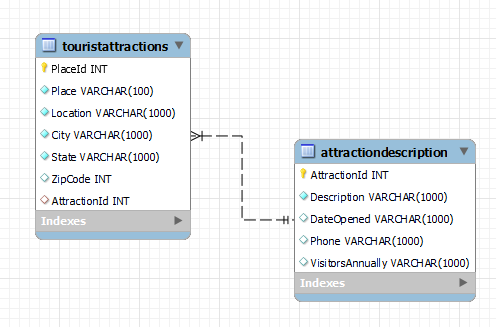 touristattractions
PlaceId INT
Place VARCHAR(100)
Location VARCHAR(1000)
City VARCHAR(1000)
State VARCHAR(1000)
ZipCode INT
AttractionId INT
Indexes
attractiondescription
AttractionId INT
Description VARCHAR(1000)
DateOpened VARCHAR(1000)
Phone VARCHAR(1000)
VisitorsAnnually VARCHAR(1000)
Indexes